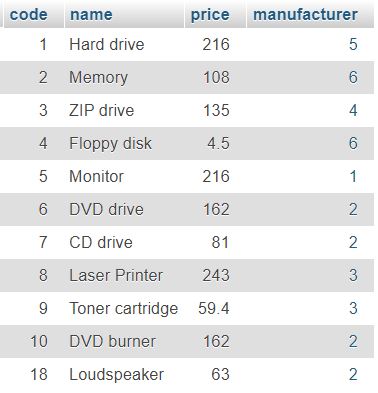 code name price manufacturer
1 Hard drive 216 5
2 Memory 108 6
3 ZIP drive 135 4
4 Floppy disk 4.5 6
5 Monitor 216 1
6 DVD drive 162 2
7 CD drive 81 2
8 Laser Printer 243 3
9 Toner cartridge 59.4 3
10 DVD burner 162 2
18 Loudspeaker 63 2